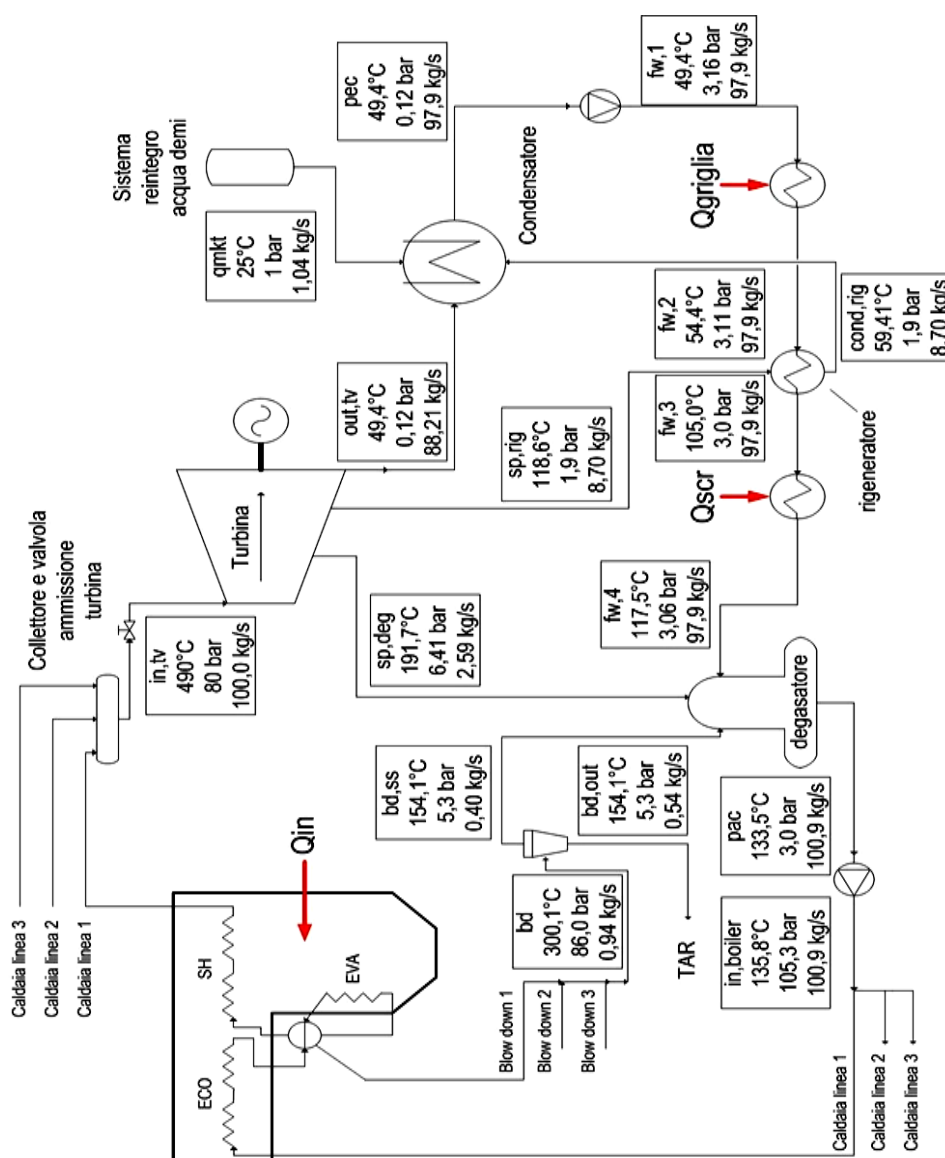 Caldaia linea 3
Caldaia linea 2
Caldaia linea 1
Collettore e valvola
ammissione
turbina
in,tv
490°C
80 bar
100,0 kg/s
Turbina
out,tv
49,4°C
0,12 bar
88,21 kg/s
Sistema
reintegro
acqua demi
qmkt
25°C
1 bar
1,04 kg/s
Condensatore
pec
49,4°C
0,12 bar
97,9 kg/s
fw,1
49,4°C
3,16 bar
97,9 kg/s
Qgriglia
fw,2
54,4°C
3,11 bar
97,9 kg/s
cond,rig
59,41°C
1,9 bar
8,70 kg/s
rigeneratore
fw,3
105,0°C
3,0 bar
97,9 kg/s
sp,rig
118,6°C
1,9 bar
8,70 kg/s
Qscr
fw,4
117,5°C
3,06 bar
97,9 kg/s
sp,deg
191,7°C
6,41 bar
2,59 kg/s
degasatore
bd,ss
154,1°C
5,3 bar
0,40 kg/s
bd,out
154,1°C
5,3 bar
0,54 kg/s
bd
300,1°C
86,0 bar
0,94 kg/s
TAR
Qin
SH
EVA
ECO
Blow down 1
Blow down 2
Blow down 3
pac
133,5°C
3,0 bar
100,9 kg/s
in,boiler
135,8°C
105,3 bar
100,9 kg/s
Caldaia linea 1
Caldaia linea 2
Caldaia linea 3